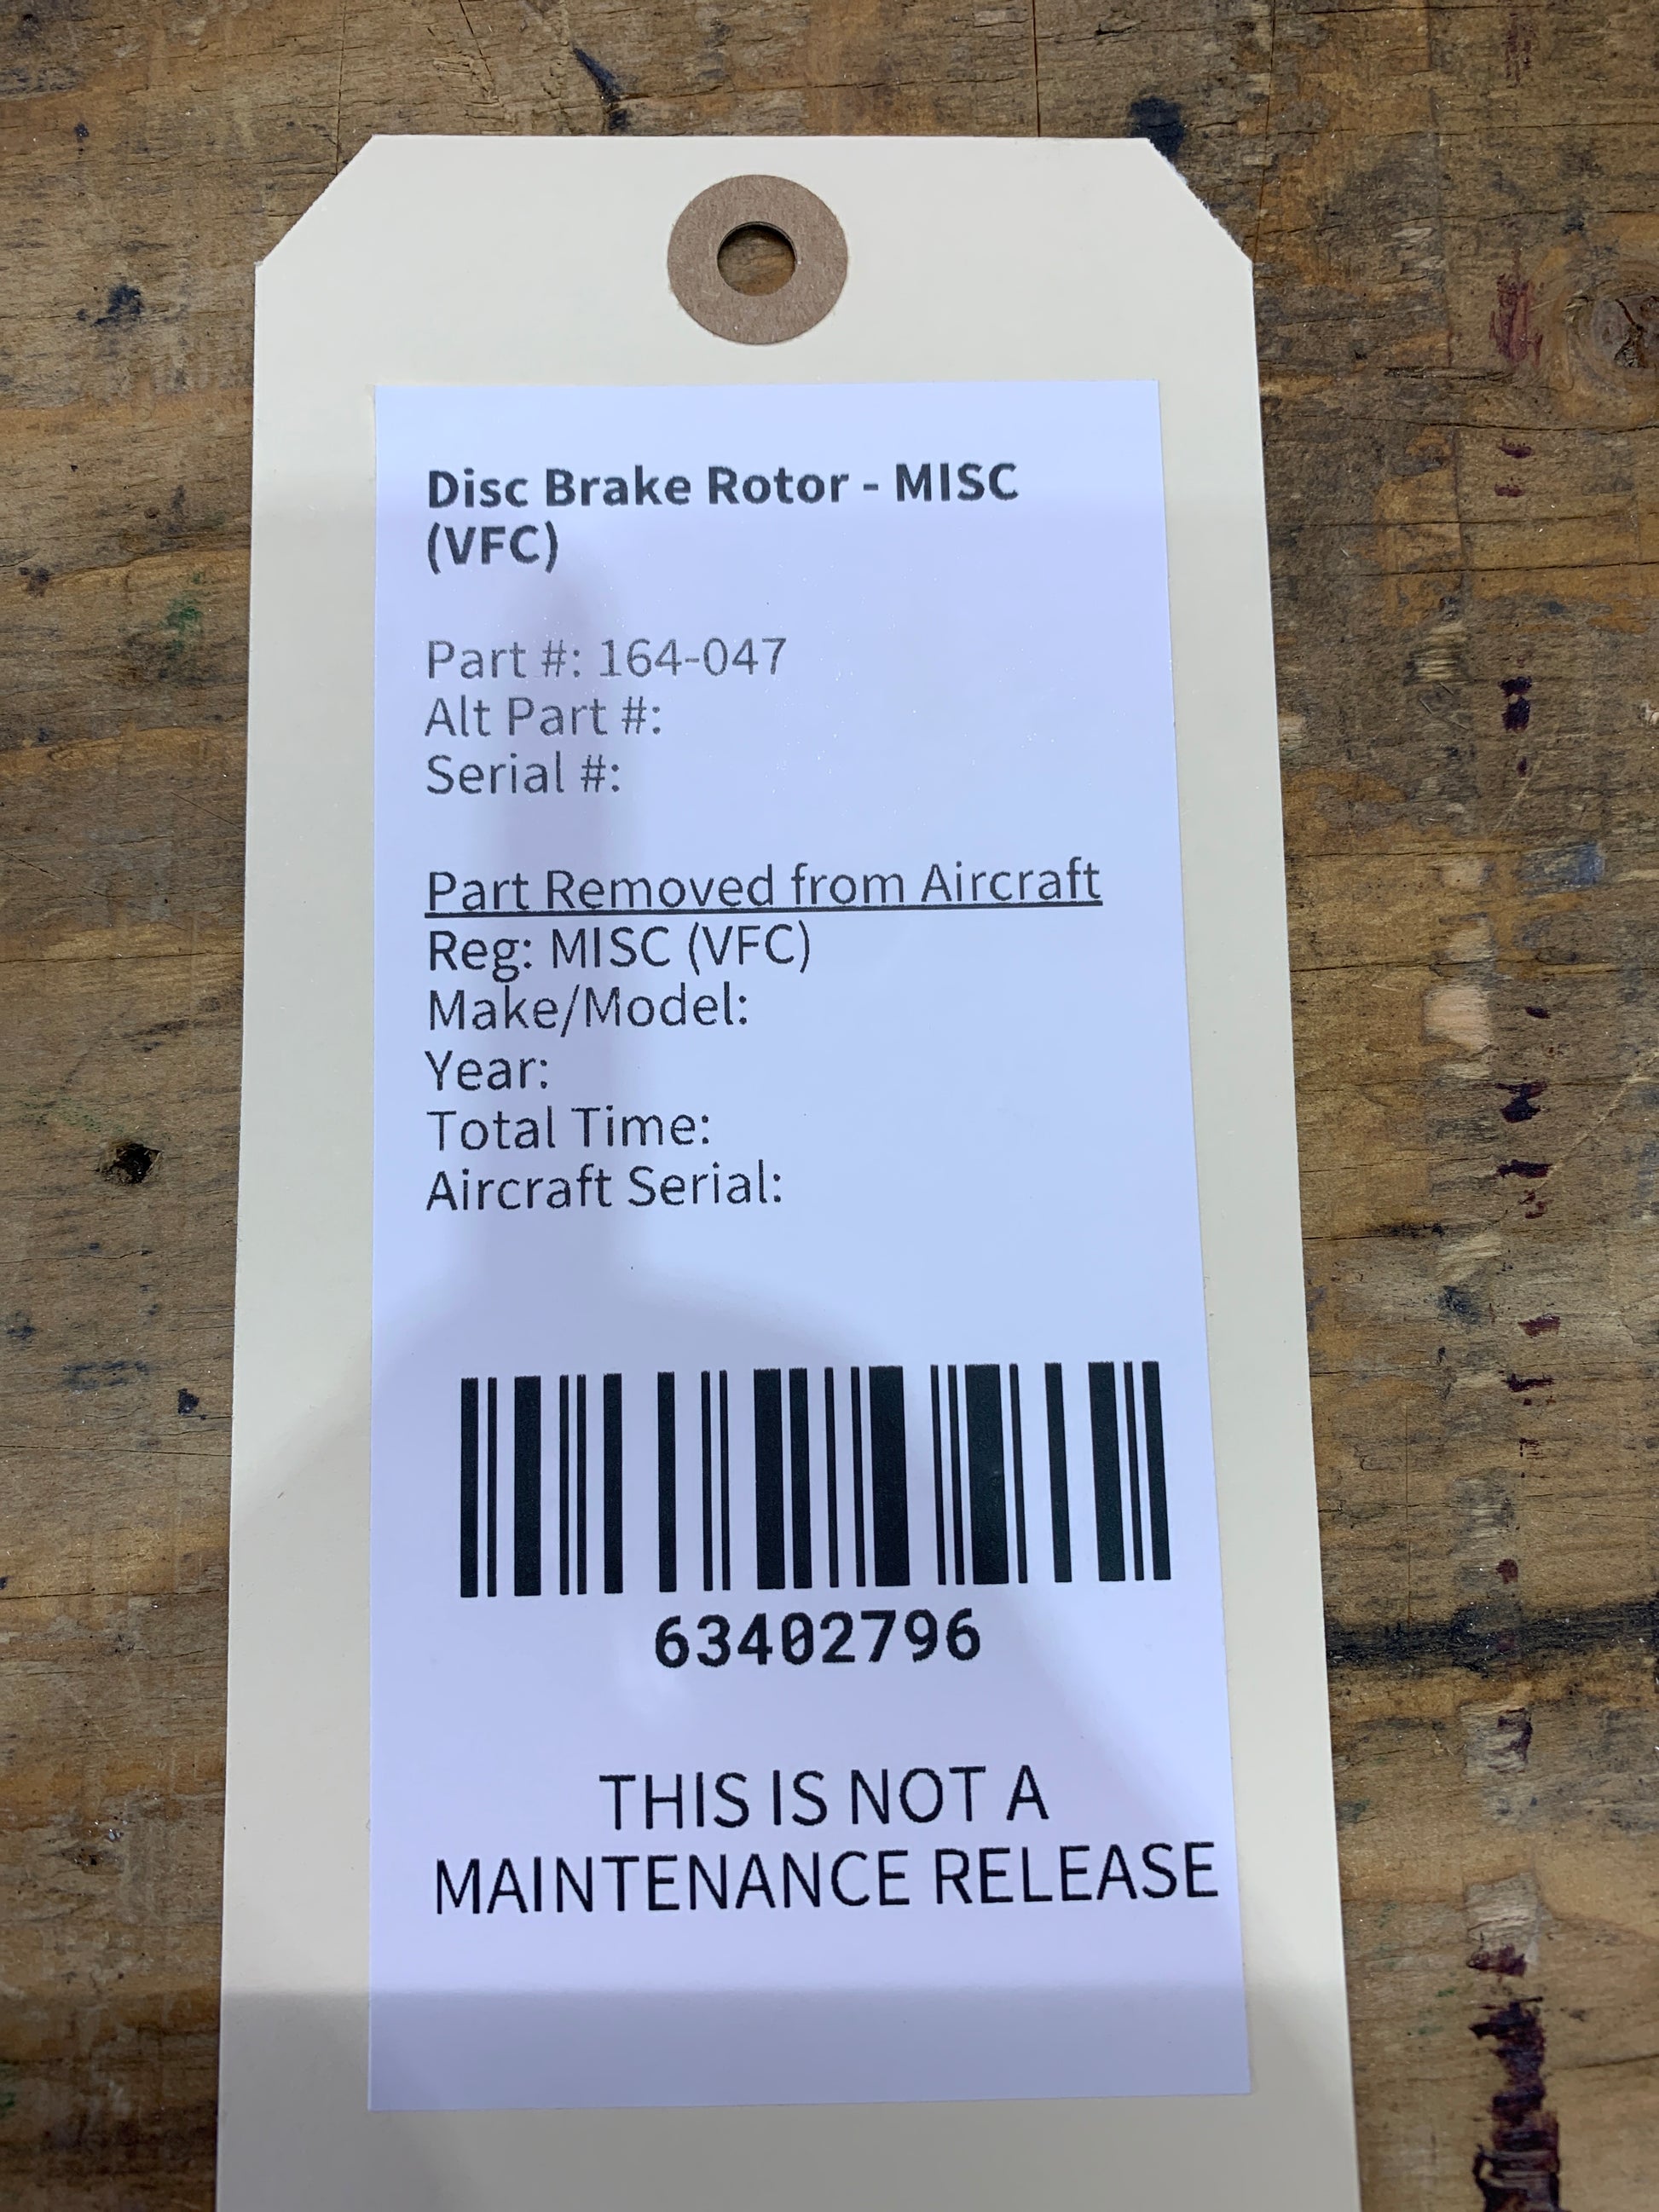 Disc Brake Rotor - MISC
(VFC)
Part #: 164-047
Alt Part #:
Serial #:
Part Removed from Aircraft
Reg: MISC (VFC)
Make/Model:
Year:
Total Time:
Aircraft Serial:
63402796
THIS IS NOT A
MAINTENANCE RELEASE